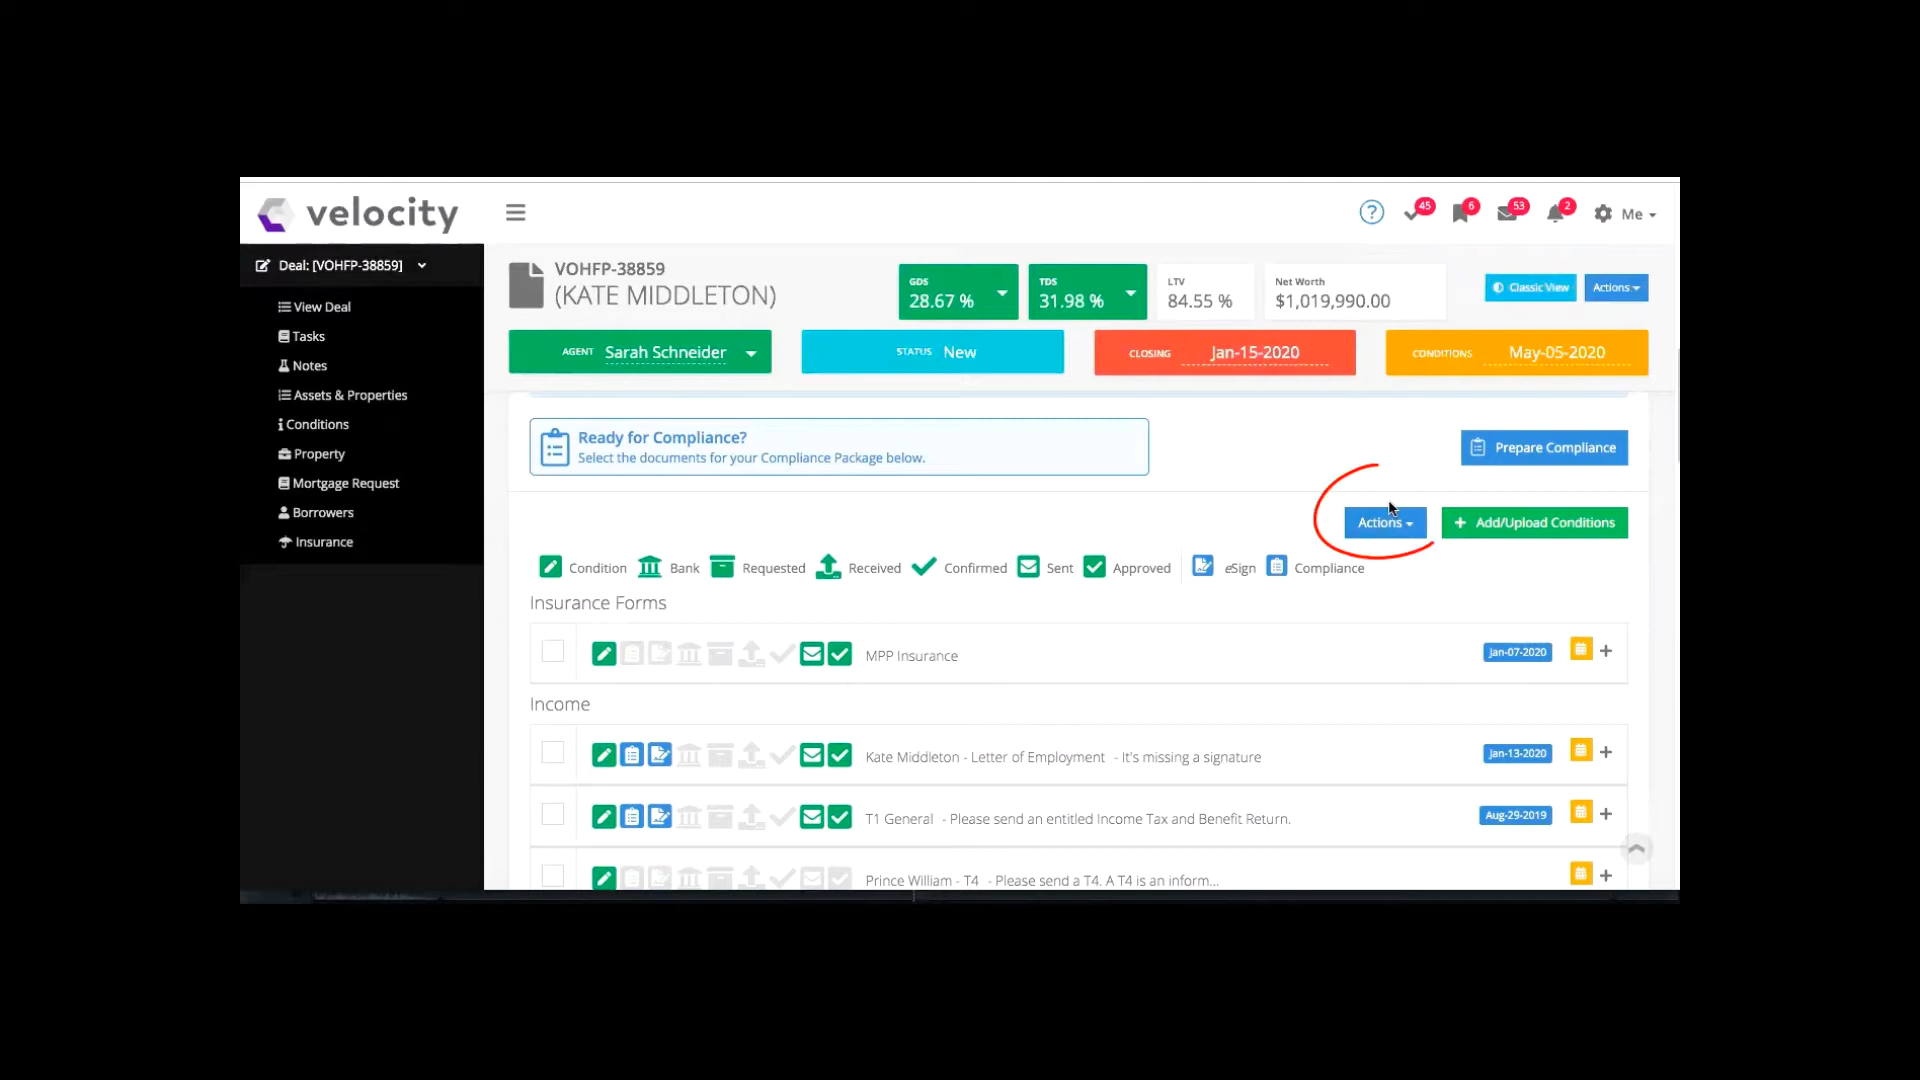 velocity
? 45 6 53 2 Me
Deal: [VOHFP-38859]
View Deal
Tasks
Notes
Assets & Properties
Conditions
Property
Mortgage Request
Borrowers
Insurance
VOHFP-38859
(KATE MIDDLETON)
GDS
28.67 %
TDS
31.98 %
LTV
84.55 %
Net Worth
$1,019,990.00
Classic View
Actions
AGENT Sarah Schneider
STATUS New
CLOSING Jan-15-2020
CONDITIONS May-05-2020
Ready for Compliance?
Select the documents for your Compliance Package below.
Prepare Compliance
Actions
+ Add/Upload Conditions
Condition Bank Requested Received Confirmed Sent Approved eSign Compliance
Insurance Forms
MPP Insurance Jan-07-2020 +
Income
Kate Middleton - Letter of Employment - It's missing a signature Jan-13-2020 +
T1 General - Please send an entitled Income Tax and Benefit Return. Aug-29-2019 +
Prince William - T4 - Please send a T4. A T4 is an inform... +